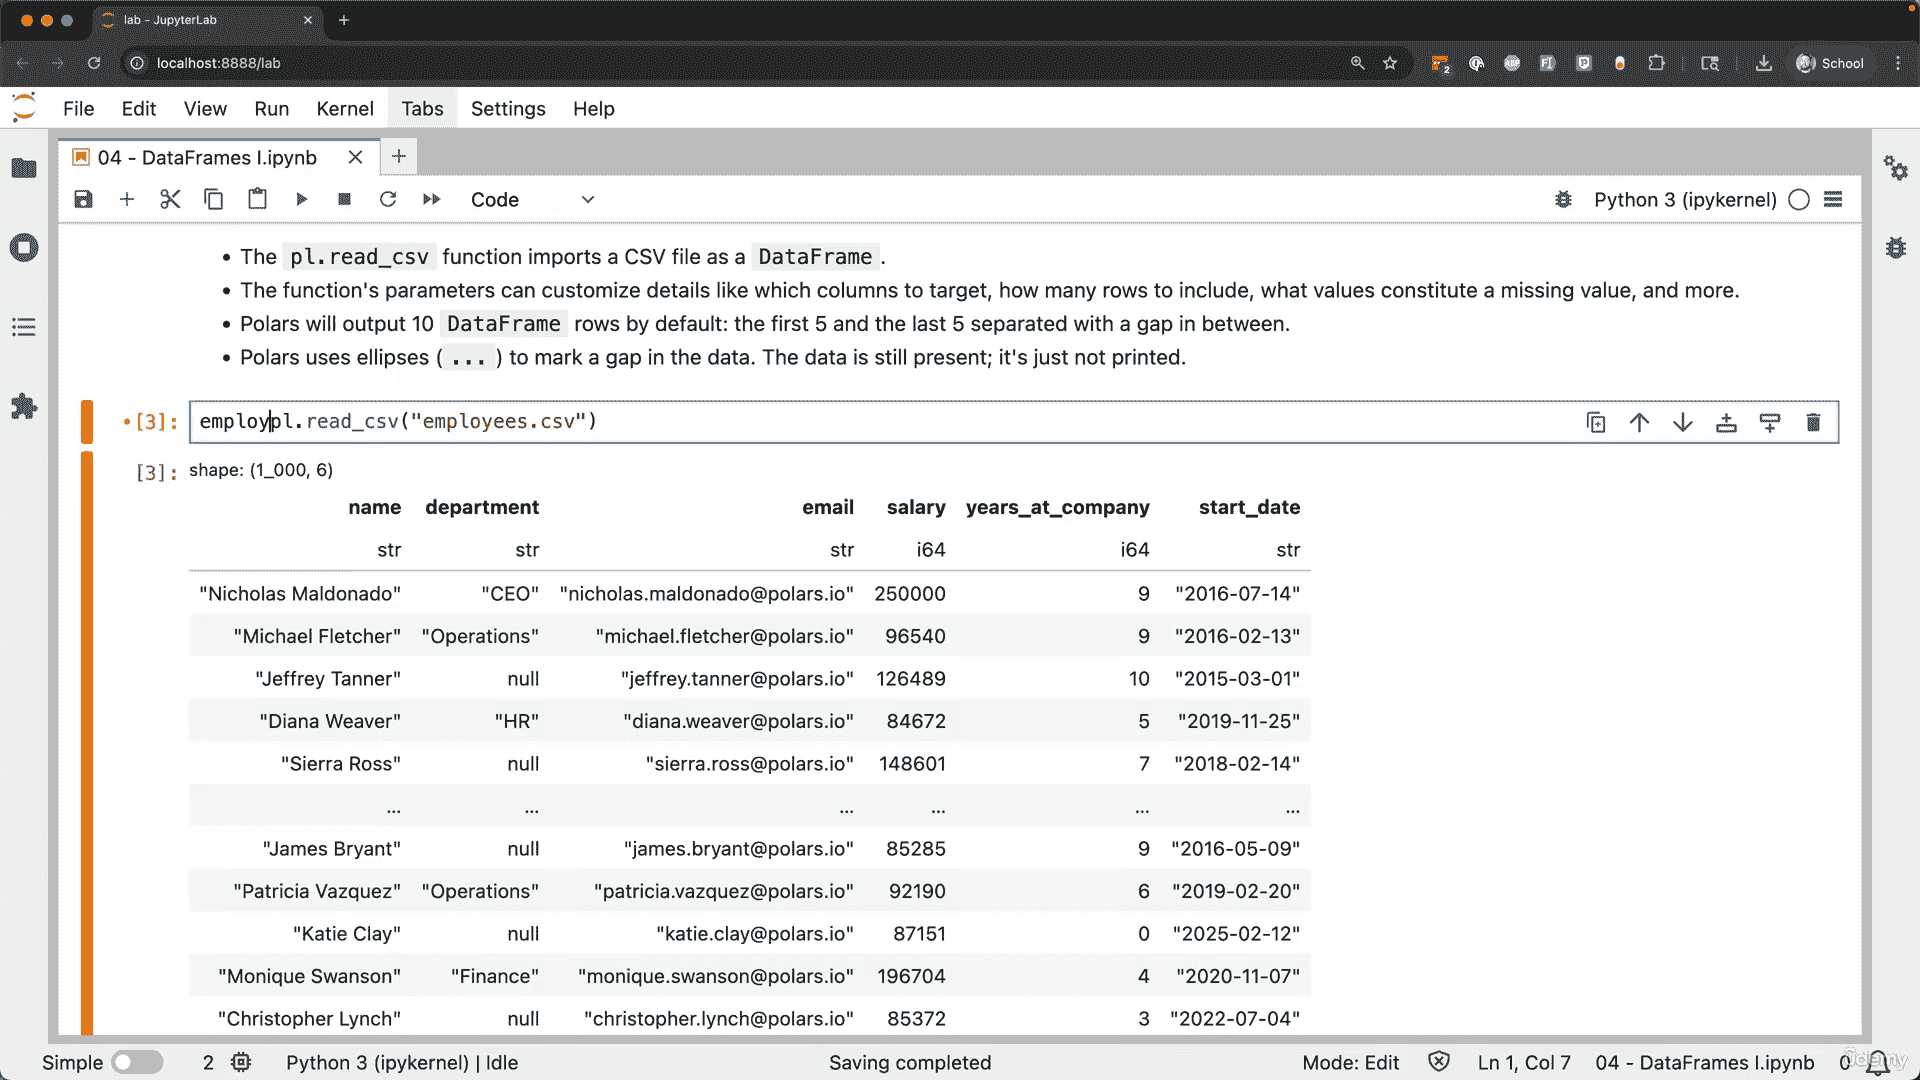 lab - JupyterLab
localhost:8888/lab
2
ABP
School
File Edit View Run Kernel Tabs Settings Help
04 - DataFrames I.ipynb
Code
Python 3 (ipykernel)
• The pl.read_csv function imports a CSV file as a DataFrame.
• The function's parameters can customize details like which columns to target, how many rows to include, what values constitute a missing value, and more.
• Polars will output 10 DataFrame rows by default: the first 5 and the last 5 separated with a gap in between.
• Polars uses ellipses (...) to mark a gap in the data. The data is still present; it's just not printed.
•[3]: employpl.read_csv("employees.csv")
[3]: shape: (1_000, 6)
name department email salary years_at_company start_date
str str str i64 i64 str
"Nicholas Maldonado" "CEO" "nicholas.maldonado@polars.io" 250000 9 "2016-07-14"
"Michael Fletcher" "Operations" "michael.fletcher@polars.io" 96540 9 "2016-02-13"
"Jeffrey Tanner" null "jeffrey.tanner@polars.io" 126489 10 "2015-03-01"
"Diana Weaver" "HR" "diana.weaver@polars.io" 84672 5 "2019-11-25"
"Sierra Ross" null "sierra.ross@polars.io" 148601 7 "2018-02-14"
… … … … … …
"James Bryant" null "james.bryant@polars.io" 85285 9 "2016-05-09"
"Patricia Vazquez" "Operations" "patricia.vazquez@polars.io" 92190 6 "2019-02-20"
"Katie Clay" null "katie.clay@polars.io" 87151 0 "2025-02-12"
"Monique Swanson" "Finance" "monique.swanson@polars.io" 196704 4 "2020-11-07"
"Christopher Lynch" null "christopher.lynch@polars.io" 85372 3 "2022-07-04"
Simple 2 Python 3 (ipykernel) | Idle Saving completed Mode: Edit Ln 1, Col 7 04 - DataFrames I.ipynb 0
Udemy